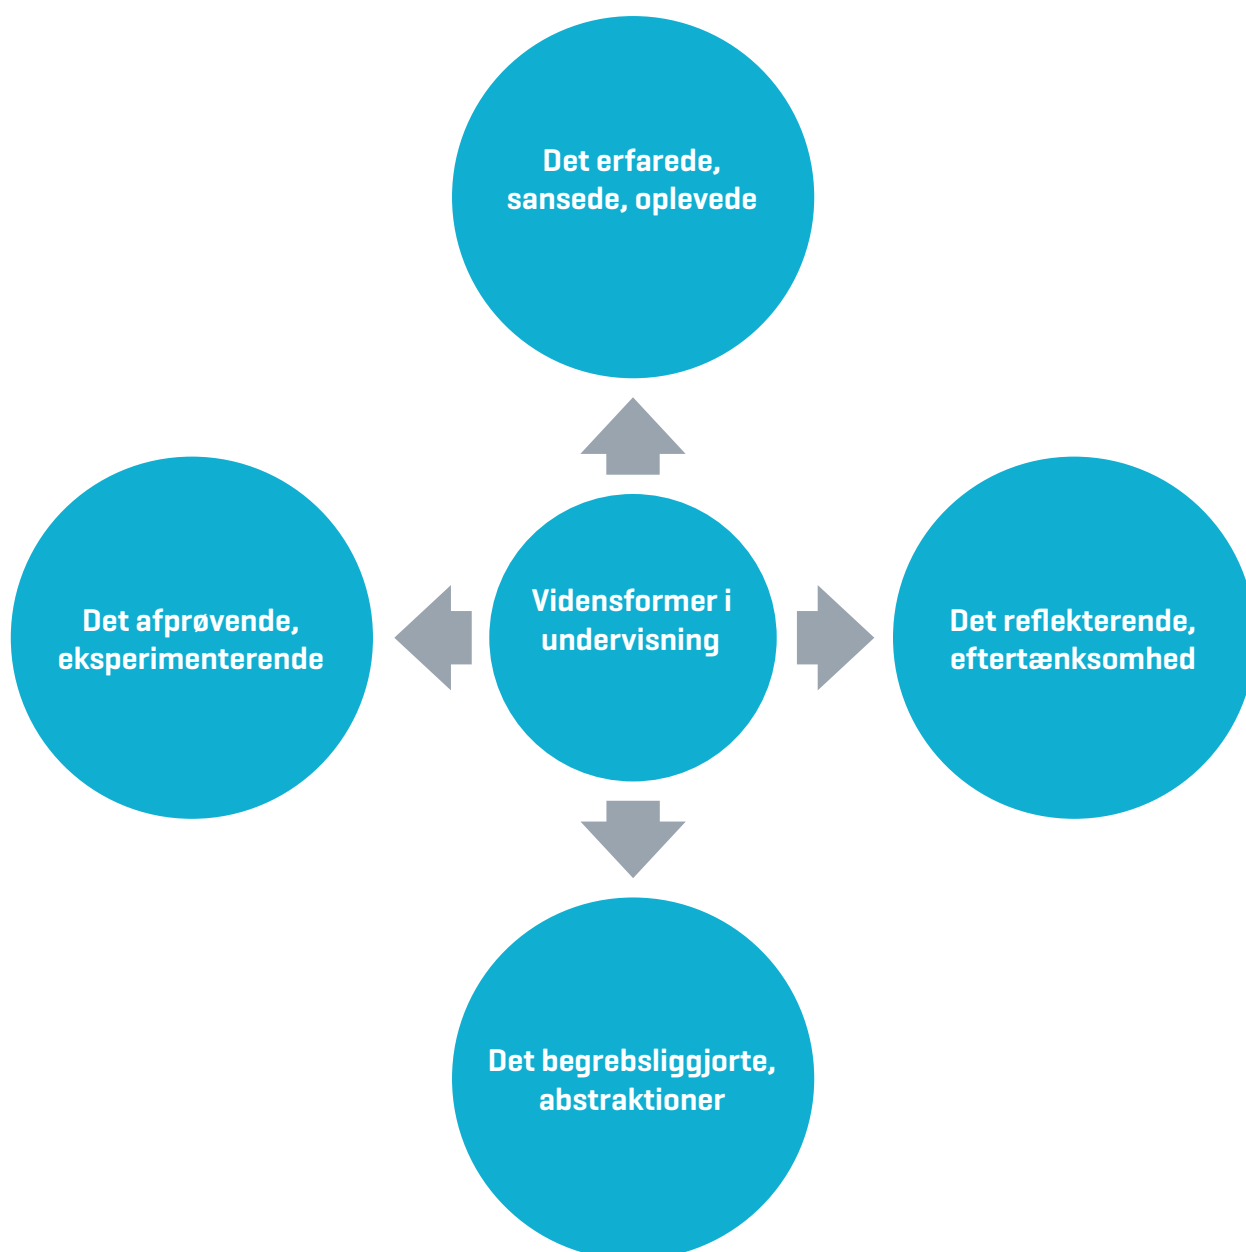 Det erfarede,
sansede, oplevede
Det afprøvende,
eksperimenterende
Vidensformer i
undervisning
Det reflekterende,
eftertænksomhed
Det begrebsliggjorte,
abstraktioner